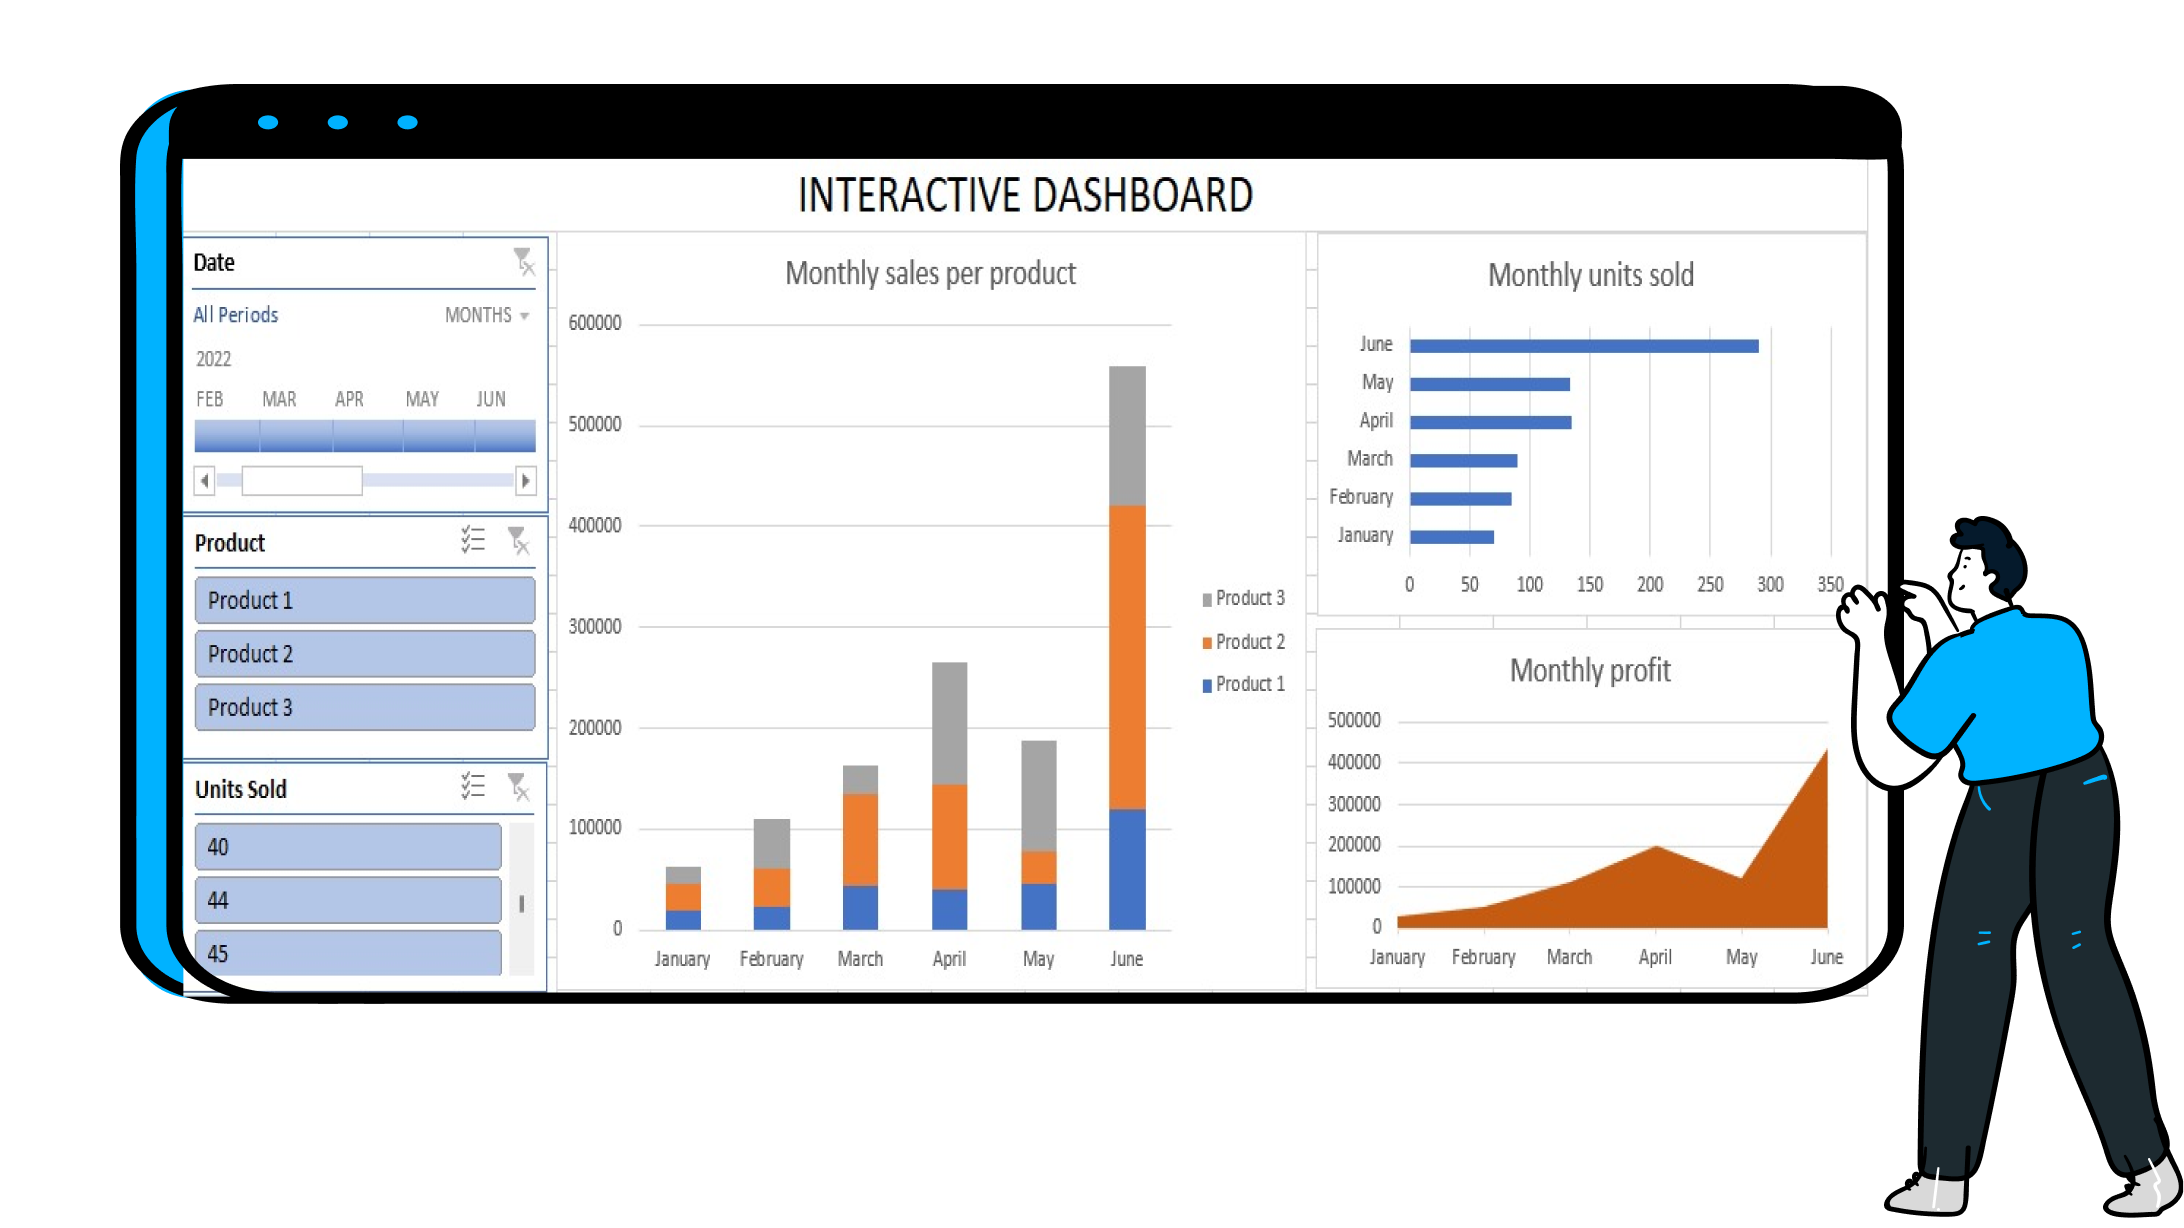 INTERACTIVE DASHBOARD
Date
All Periods
MONTHS
2022
FEB MAR APR MAY JUN
Product
Product 1
Product 2
Product 3
Units Sold
40
44
45
Monthly sales per product
600000
500000
400000
300000
200000
100000
0
January February March April May June
Product 3
Product 2
Product 1
Monthly units sold
June
May
April
March
February
January
0 50 100 150 200 250 300 350
Monthly profit
500000
400000
300000
200000
100000
0
January February March April May June